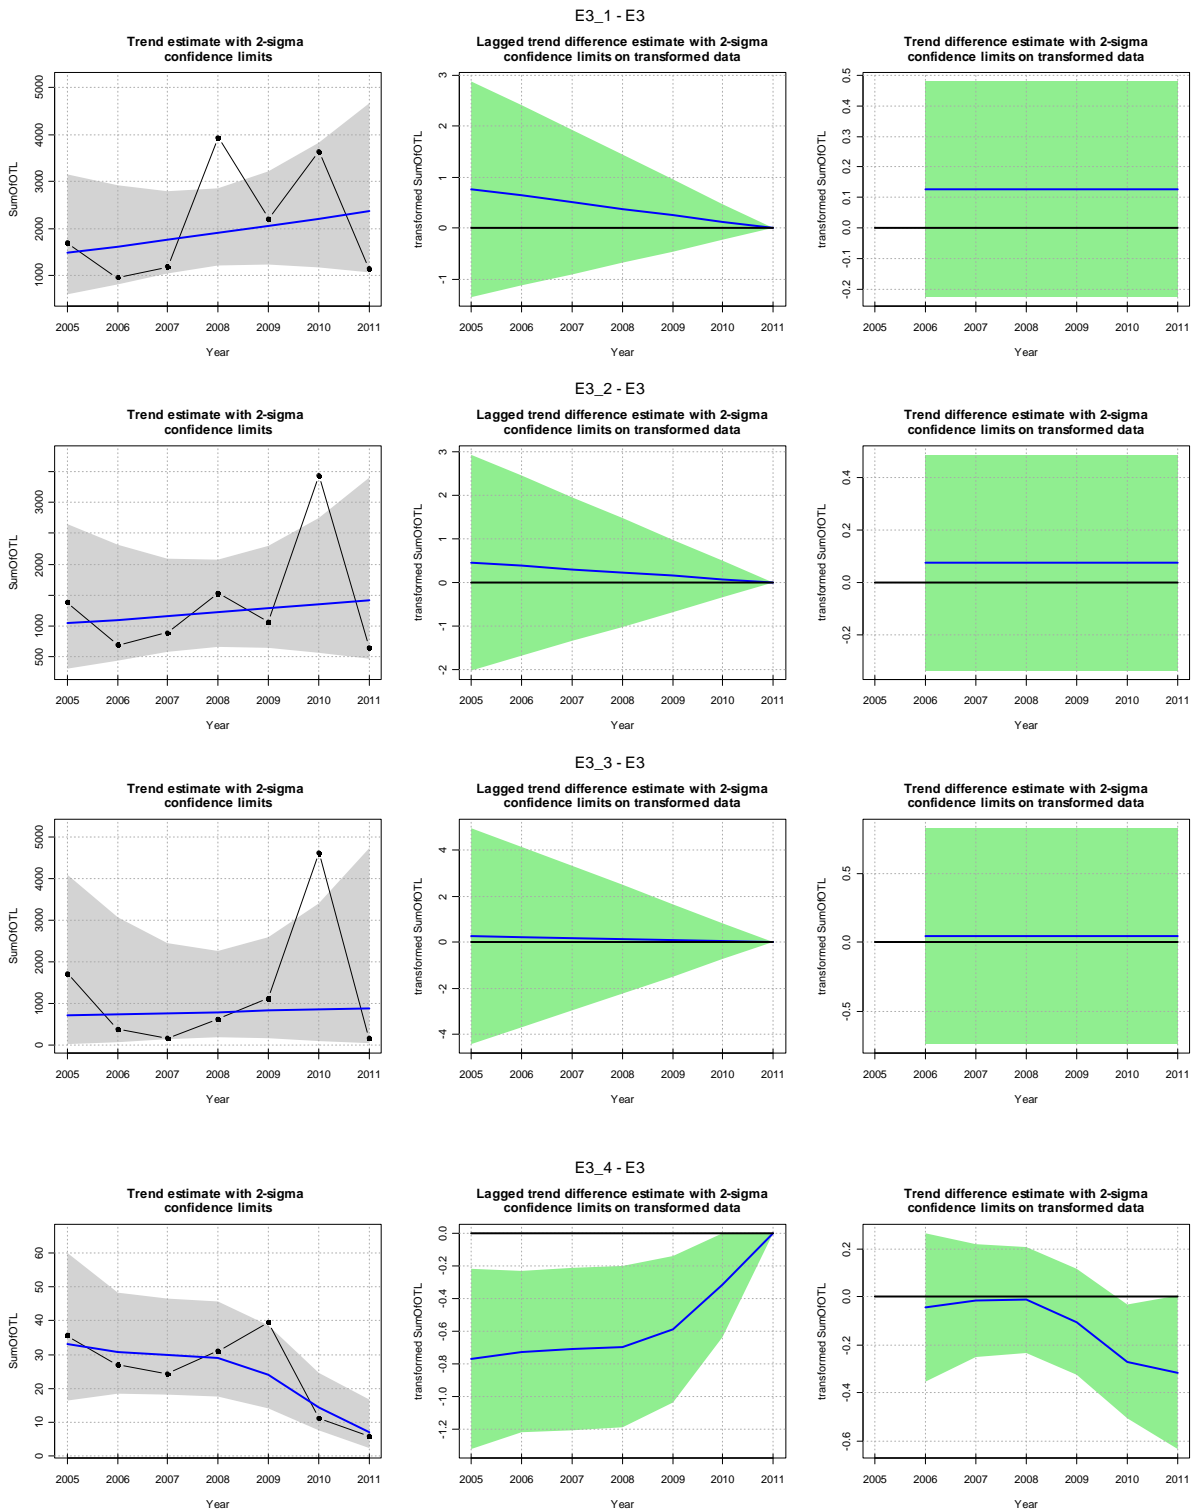 E3_1 - E3
Trend estimate with 2-sigma
confidence limits
SumOfOTL
5000
4000
3000
2000
1000
2005 2006 2007 2008 2009 2010 2011
Year
Lagged trend difference estimate with 2-sigma
confidence limits on transformed data
transformed SumOfOTL
3
2
1
0
-1
2005 2006 2007 2008 2009 2010 2011
Year
Trend difference estimate with 2-sigma
confidence limits on transformed data
transformed SumOfOTL
0.5
0.4
0.3
0.2
0.1
0.0
-0.1
-0.2
2005 2006 2007 2008 2009 2010 2011
Year
E3_2 - E3
Trend estimate with 2-sigma
confidence limits
SumOfOTL
3000
2000
1000
500
2005 2006 2007 2008 2009 2010 2011
Year
Lagged trend difference estimate with 2-sigma
confidence limits on transformed data
transformed SumOfOTL
3
2
1
0
-1
-2
2005 2006 2007 2008 2009 2010 2011
Year
Trend difference estimate with 2-sigma
confidence limits on transformed data
transformed SumOfOTL
0.4
0.2
0.0
-0.2
2005 2006 2007 2008 2009 2010 2011
Year
E3_3 - E3
Trend estimate with 2-sigma
confidence limits
SumOfOTL
5000
4000
3000
2000
1000
0
2005 2006 2007 2008 2009 2010 2011
Year
Lagged trend difference estimate with 2-sigma
confidence limits on transformed data
transformed SumOfOTL
4
2
0
-2
-4
2005 2006 2007 2008 2009 2010 2011
Year
Trend difference estimate with 2-sigma
confidence limits on transformed data
transformed SumOfOTL
0.5
0.0
-0.5
2005 2006 2007 2008 2009 2010 2011
Year
E3_4 - E3
Trend estimate with 2-sigma
confidence limits
SumOfOTL
60
50
40
30
20
10
0
2005 2006 2007 2008 2009 2010 2011
Year
Lagged trend difference estimate with 2-sigma
confidence limits on transformed data
transformed SumOfOTL
0.0
-0.2
-0.4
-0.6
-0.8
-1.0
-1.2
2005 2006 2007 2008 2009 2010 2011
Year
Trend difference estimate with 2-sigma
confidence limits on transformed data
transformed SumOfOTL
0.2
0.0
-0.2
-0.4
-0.6
2005 2006 2007 2008 2009 2010 2011
Year